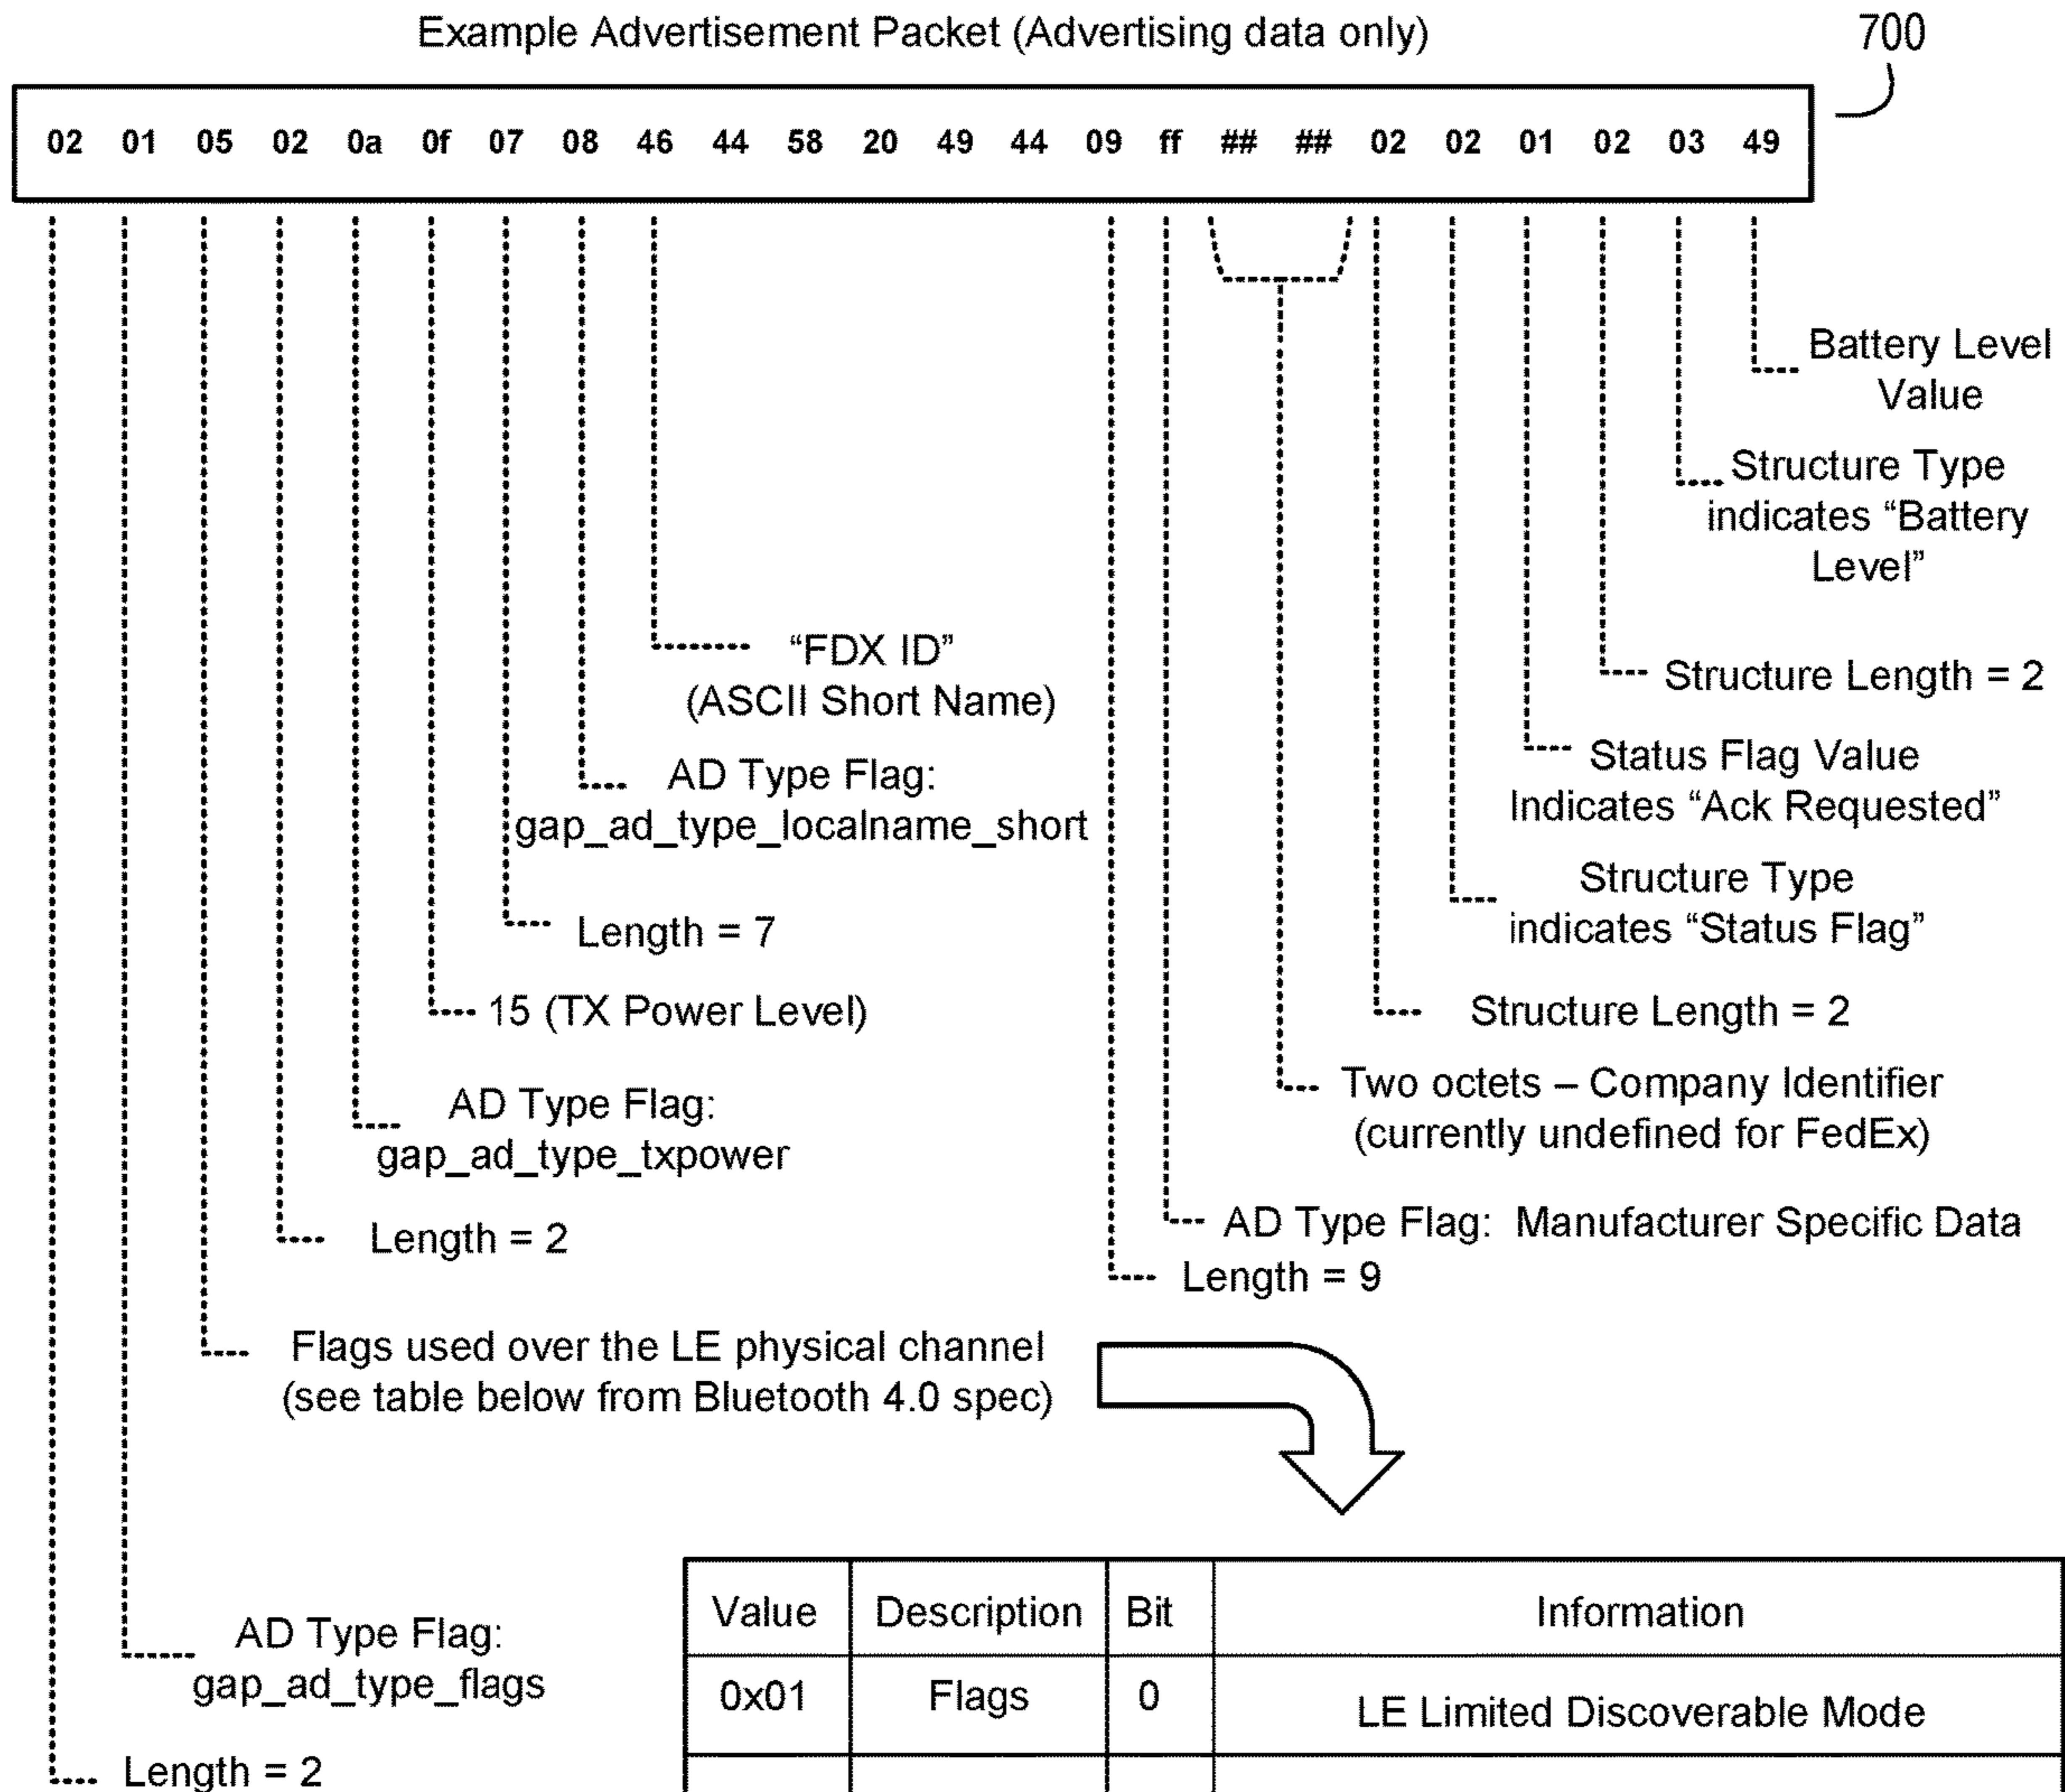 Example Advertisement Packet (Advertising data only)
700
02 01 05 02 0a 0f 07 08 46 44 58 20 49 44 09 ff ## ## 02 02 01 02 03 49
Battery Level
Value
Structure Type
indicates “Battery
Level”
“FDX ID”
(ASCII Short Name)
Structure Length = 2
AD Type Flag:
gap_ad_type_localname_short
Status Flag Value
Indicates “Ack Requested”
Structure Type
indicates “Status Flag”
Length = 7
15 (TX Power Level)
Structure Length = 2
AD Type Flag:
gap_ad_type_txpower
Two octets – Company Identifier
(currently undefined for FedEx)
Length = 2
AD Type Flag: Manufacturer Specific Data
Length = 9
Flags used over the LE physical channel
(see table below from Bluetooth 4.0 spec)
AD Type Flag:
gap_ad_type_flags
Length = 2
Value Description Bit Information
0x01 Flags 0 LE Limited Discoverable Mode